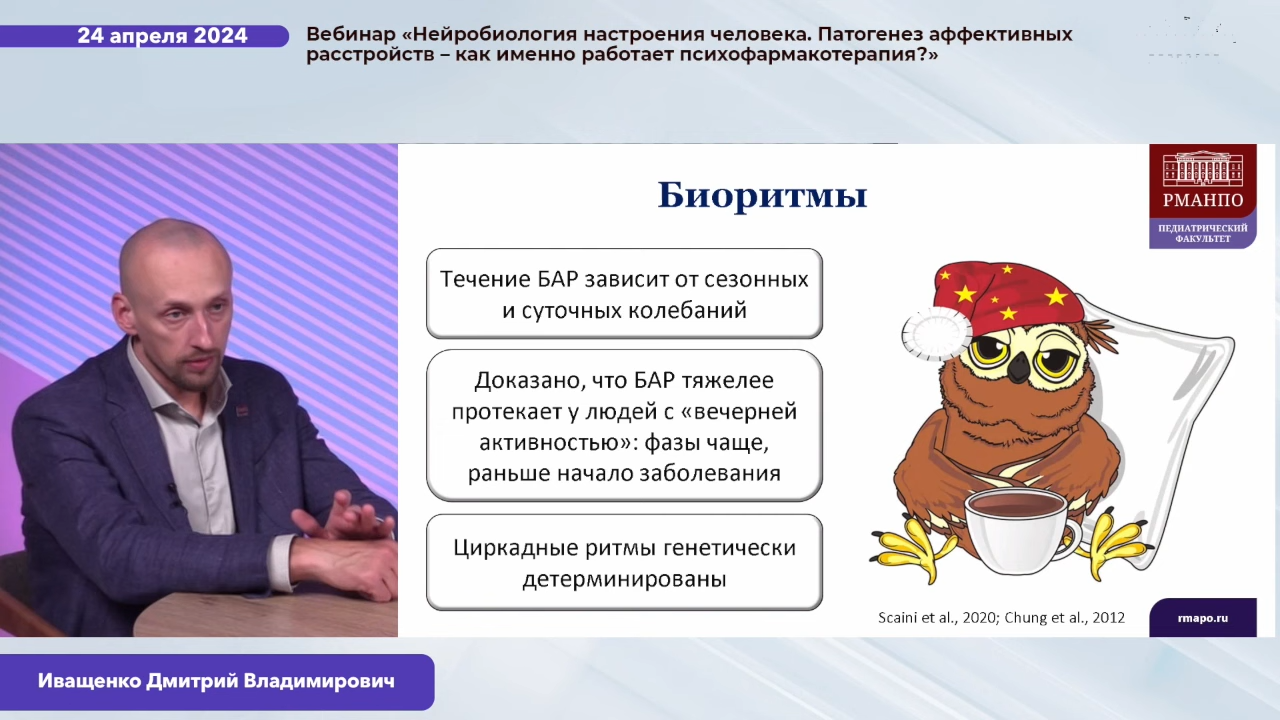 24 апреля 2024
Вебинар «Нейробиология настроения человека. Патогенез аффективных
расстройств – как именно работает психофармакотерапия?»
Биоритмы
РМАНПО
ПЕДИАТРИЧЕСКИЙ
ФАКУЛЬТЕТ
Течение БАР зависит от сезонных
и суточных колебаний
Доказано, что БАР тяжелее
протекает у людей с «вечерней
активностью»: фазы чаще,
раньше начало заболевания
Циркадные ритмы генетически
детерминированы
Scaini et al., 2020; Chung et al., 2012
rmapo.ru
Иващенко Дмитрий Владимирович